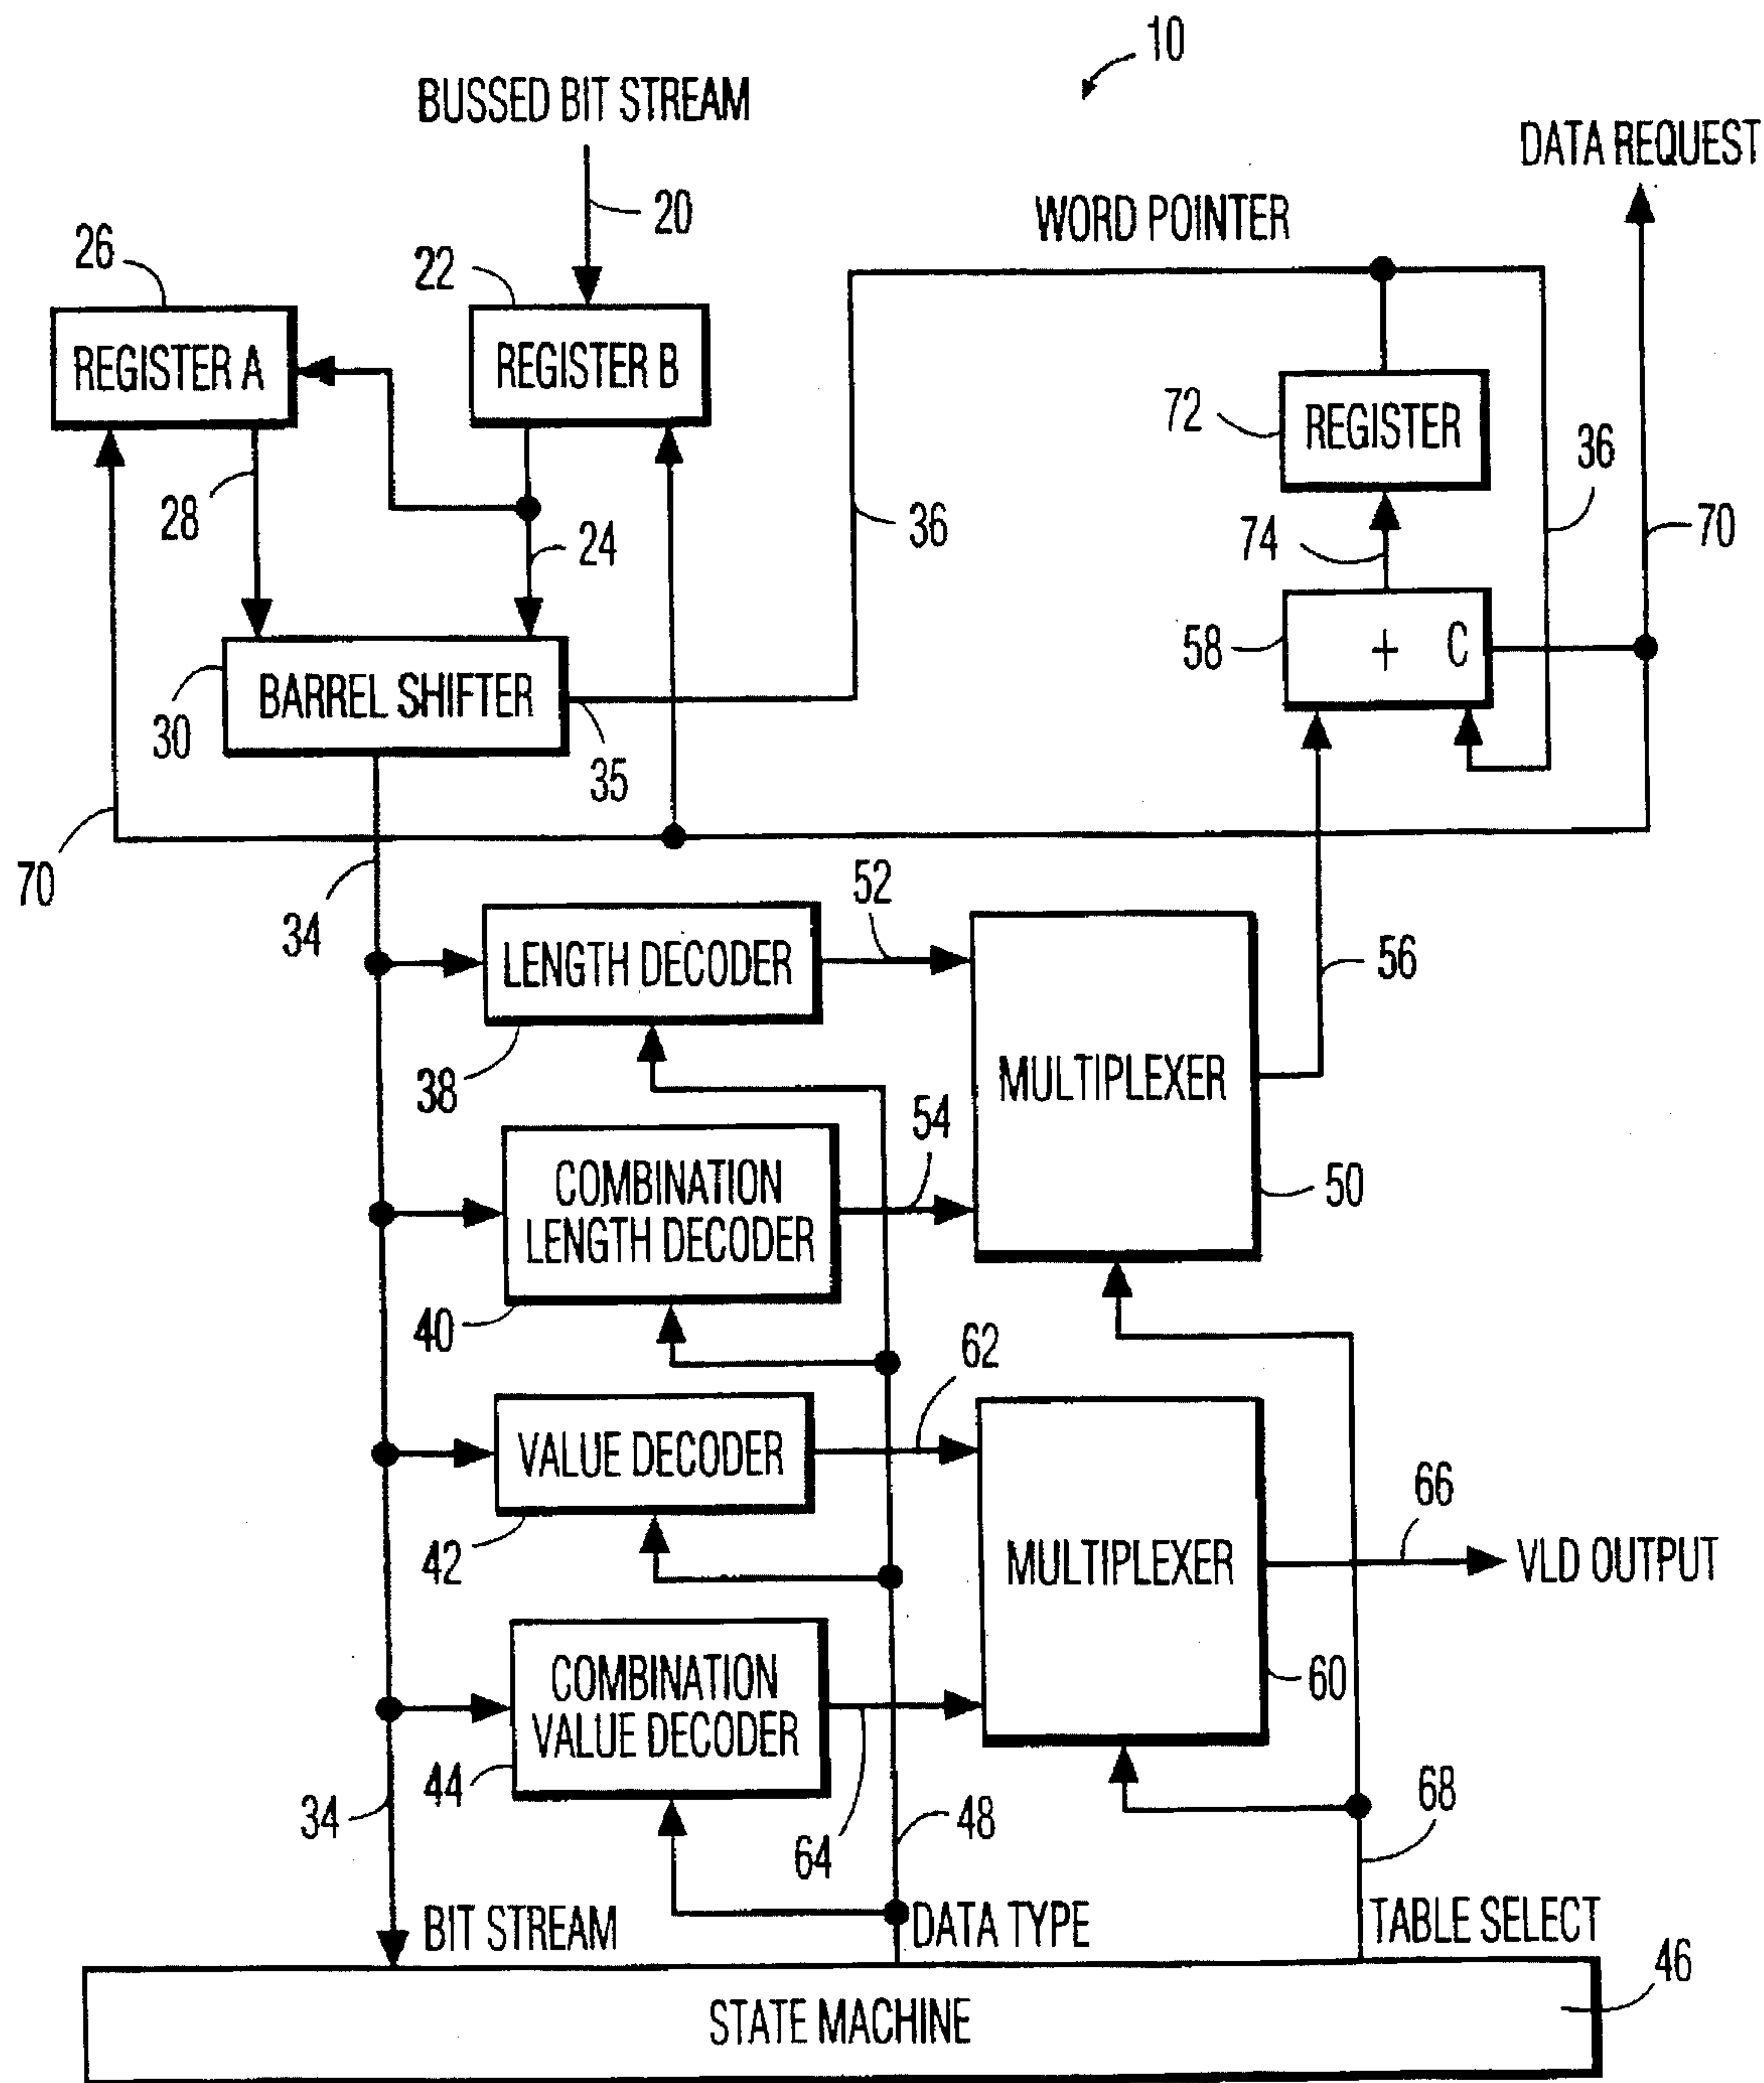 10
BUSSED BIT STREAM
DATA REQUEST
20
WORD POINTER
26
22
REGISTER A
REGISTER B
72
REGISTER
36
28
24
36
74
70
58
+ C
BARREL SHIFTER
30
35
70
34
52
LENGTH DECODER
56
38
MULTIPLEXER
54
COMBINATION
LENGTH DECODER
50
40
62
VALUE DECODER
66
42
MULTIPLEXER
VLD OUTPUT
COMBINATION
VALUE DECODER
60
44
34
64
48
68
BIT STREAM
DATA TYPE
TABLE SELECT
46
STATE MACHINE